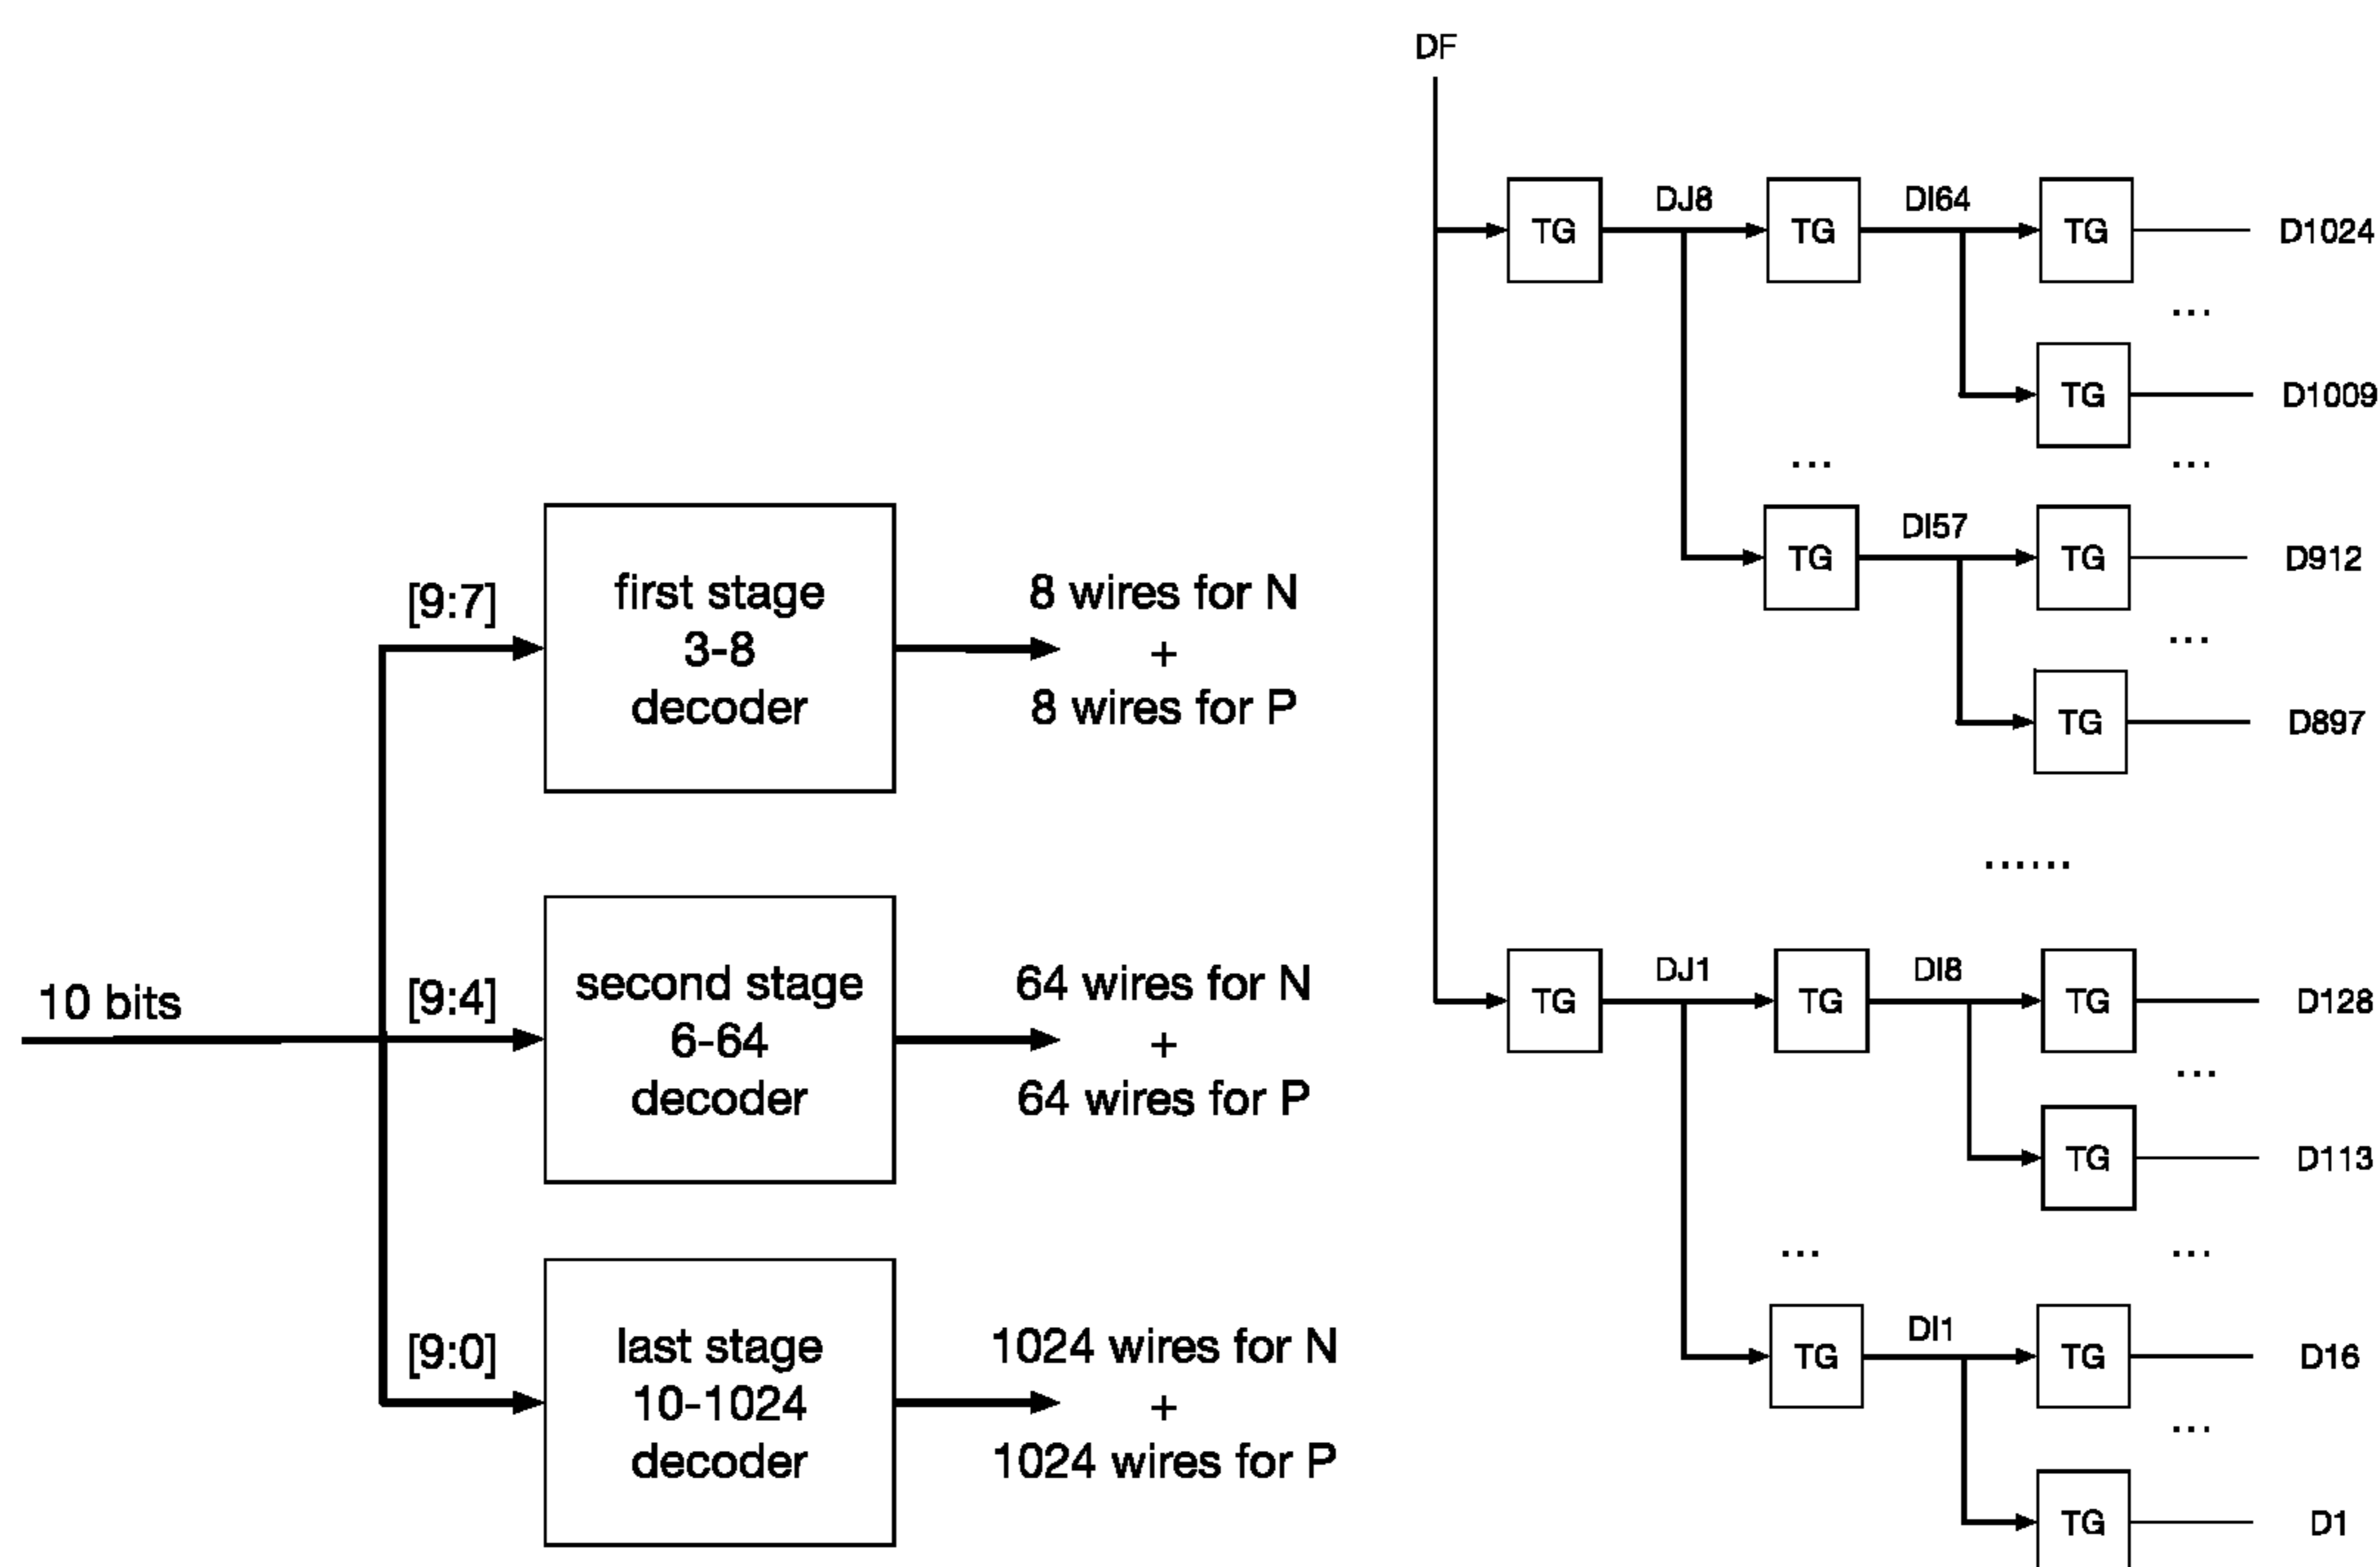 10 bits
[9:7]
first stage
3-8
decoder
8 wires for N
+
8 wires for P
[9:4]
second stage
6-64
decoder
64 wires for N
+
64 wires for P
[9:0]
last stage
10-1024
decoder
1024 wires for N
+
1024 wires for P
DF
TG DJ8 TG DI64 TG D1024
...
TG D1009
... ...
TG DI57 TG D912
...
TG D897
......
TG DJ1 TG DI8 TG D128
...
TG D113
... ...
TG DI1 TG D16
...
TG D1